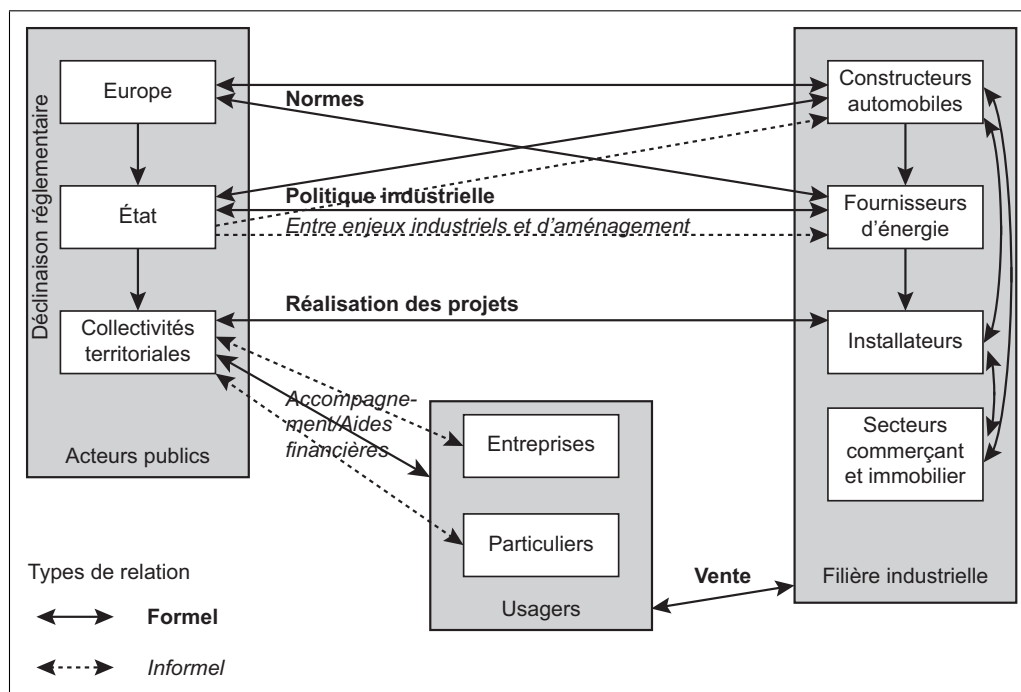 Déclinaison réglementaire
Europe
État
Collectivités
territoriales
Acteurs publics
Normes
Politique industrielle
Entre enjeux industriels et d'aménagement
Réalisation des projets
Accompagne-
ment/Aides
financières
Entreprises
Particuliers
Usagers
Vente
Constructeurs
automobiles
Fournisseurs
d'énergie
Installateurs
Secteurs
commerçant
et immobilier
Filière industrielle
Types de relation
Formel
Informel